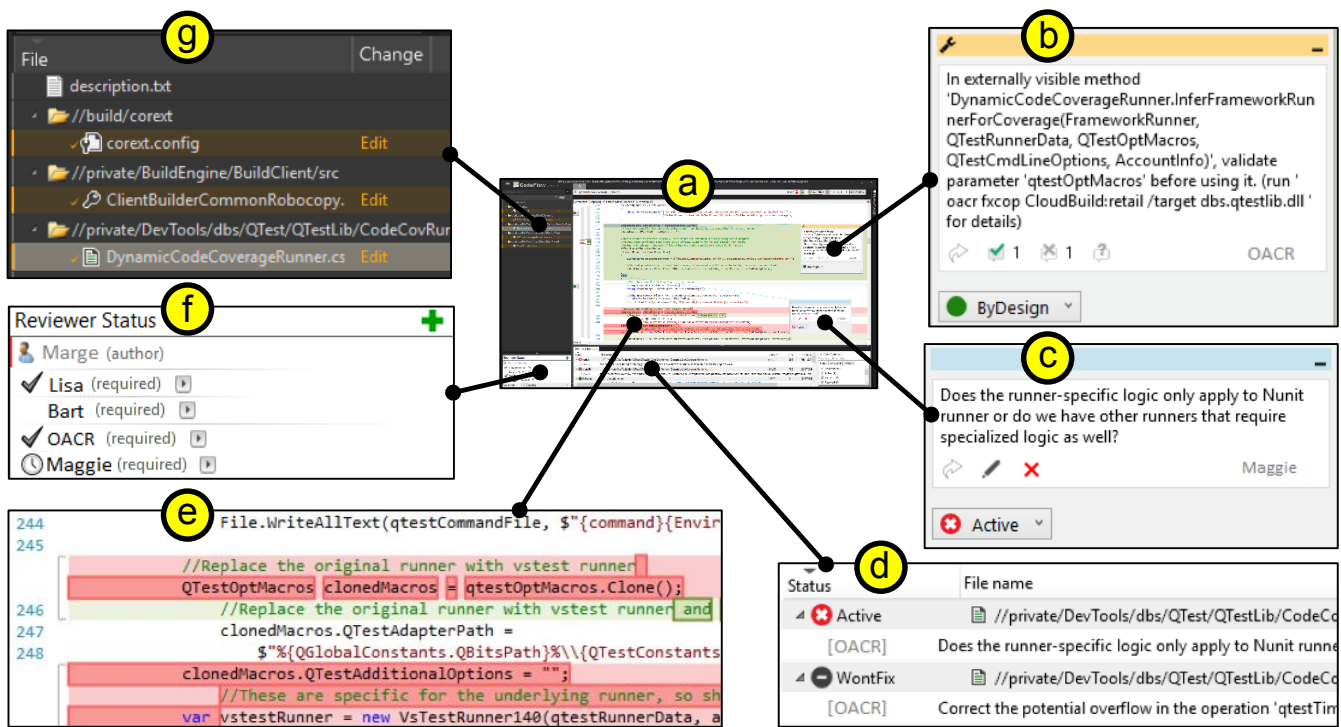 g
File Change
description.txt
//build/corext
corext.config Edit
//private/BuildEngine/BuildClient/src
ClientBuilderCommonRobocopy. Edit
//private/DevTools/dbs/QTest/QTestLib/CodeCovRun
DynamicCodeCoverageRunner.cs Edit
a
CodeFlow
b
In externally visible method
'DynamicCodeCoverageRunner.InferFrameworkRun
nerForCoverage(FrameworkRunner,
QTestRunnerData, QTestOptMacros,
QTestCmdLineOptions, AccountInfo)', validate
parameter 'qtestOptMacros' before using it. (run '
oacr fxcop CloudBuild:retail /target dbs.qtestlib.dll '
for details)
1 1 OACR
ByDesign
f
Reviewer Status
Marge (author)
Lisa (required)
Bart (required)
OACR (required)
Maggie (required)
c
Does the runner-specific logic only apply to Nunit
runner or do we have other runners that require
specialized logic as well?
Maggie
Active
e
244 File.WriteAllText(qtestCommandFile, $"{command}{Envir
245
//Replace the original runner with vstest runner
QTestOptMacros clonedMacros = qtestOptMacros.Clone();
246 //Replace the original runner with vstest runner and
247 clonedMacros.QTestAdapterPath =
248 $"%{QGlobalConstants.QBitsPath}%\\{QTestConstants
clonedMacros.QTestAdditionalOptions = "";
//These are specific for the underlying runner, so sh
var vstestRunner = new VsTestRunner140(qtestRunnerData, a
d
Status File name
Active //private/DevTools/dbs/QTest/QTestLib/CodeCo
[OACR] Does the runner-specific logic only apply to Nunit runne
WontFix //private/DevTools/dbs/QTest/QTestLib/CodeCo
[OACR] Correct the potential overflow in the operation 'qtestTim